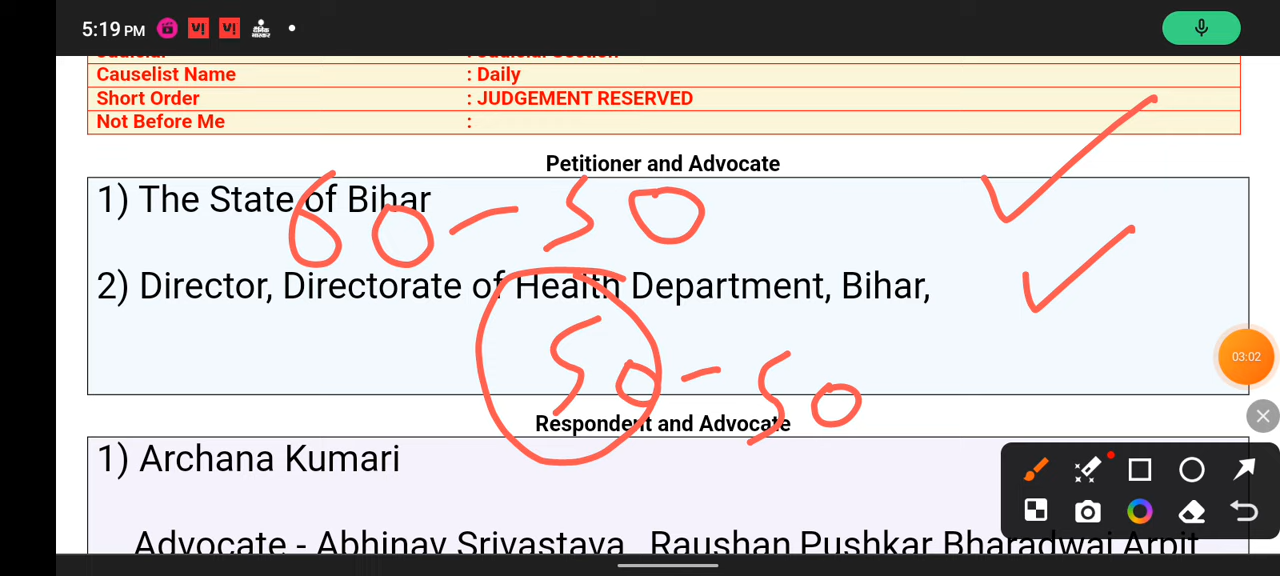 5:19 PM
Causelist Name : Daily
Short Order : JUDGEMENT RESERVED
Not Before Me :
Petitioner and Advocate
1) The State of Bihar
60-50
2) Director, Directorate of Health Department, Bihar,
50-50
03:02
Respondent and Advocate
1) Archana Kumari
Advocate - Abhinav Srivastava, Raushan Pushkar Bharadwaj Arpit